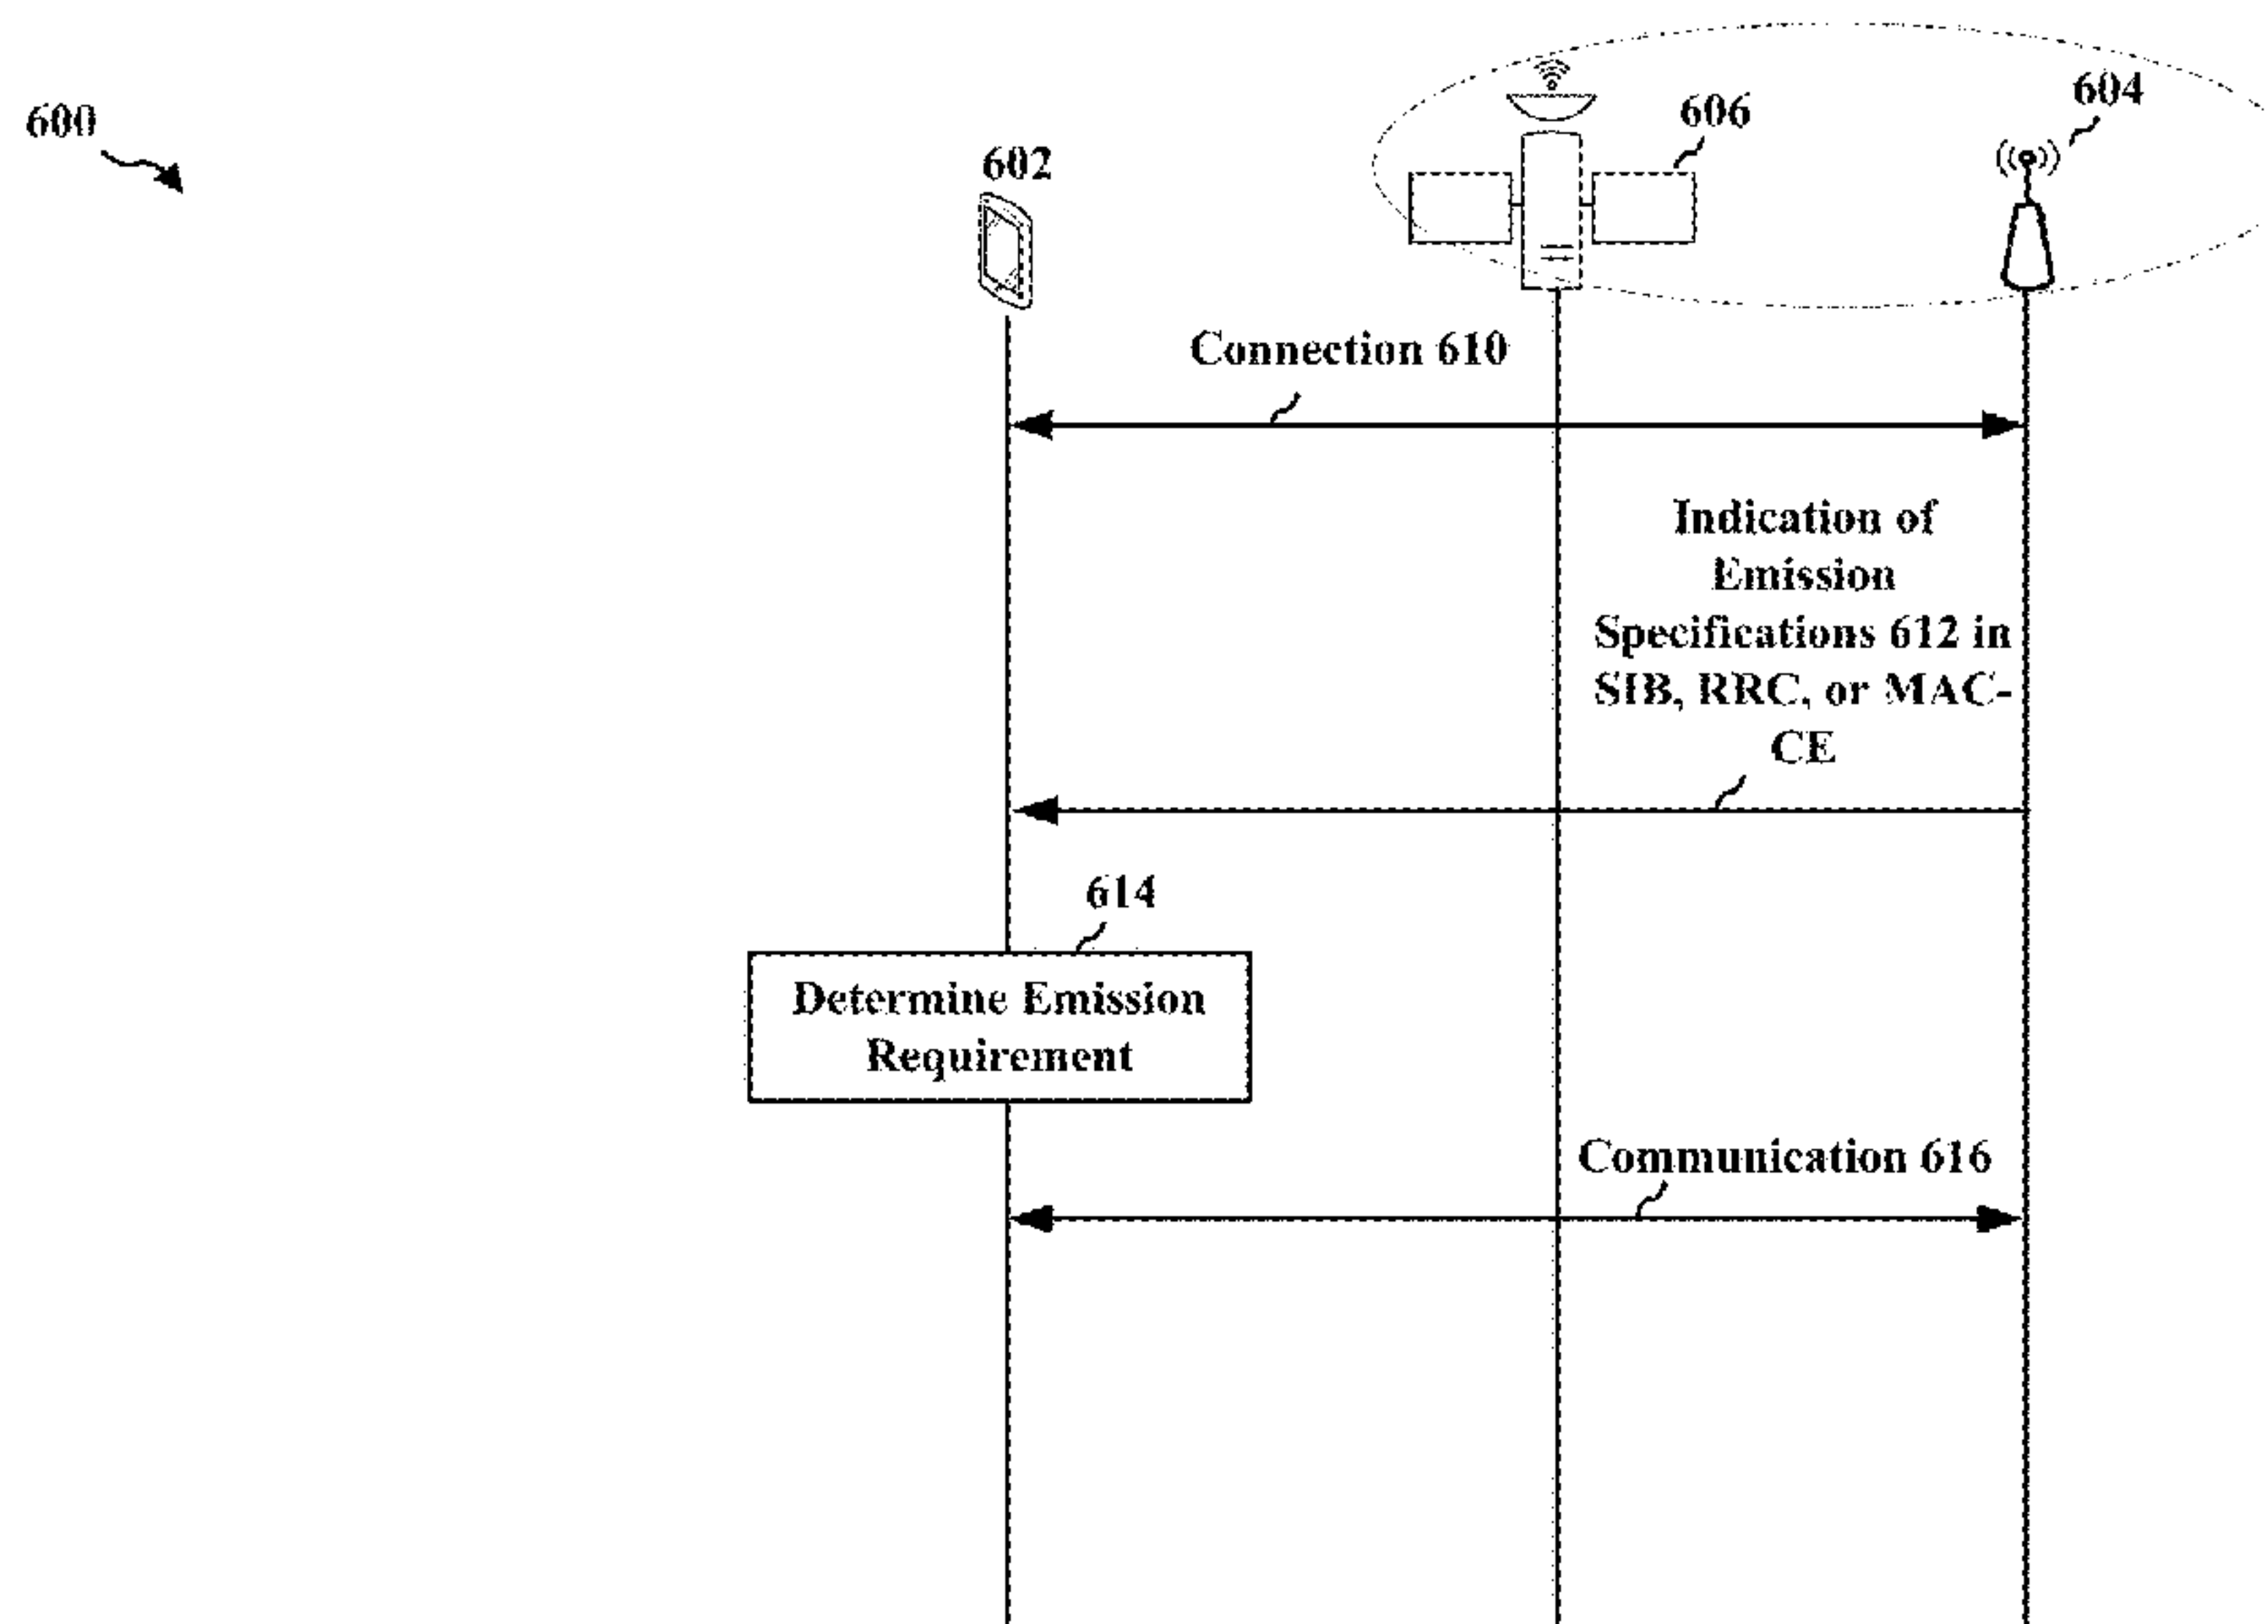 600
604
606
602
Connection 610
Indication of
Emission
Specifications 612 in
SIB, RRC, or MAC-
CE
614
Determine Emission
Requirement
Communication 616